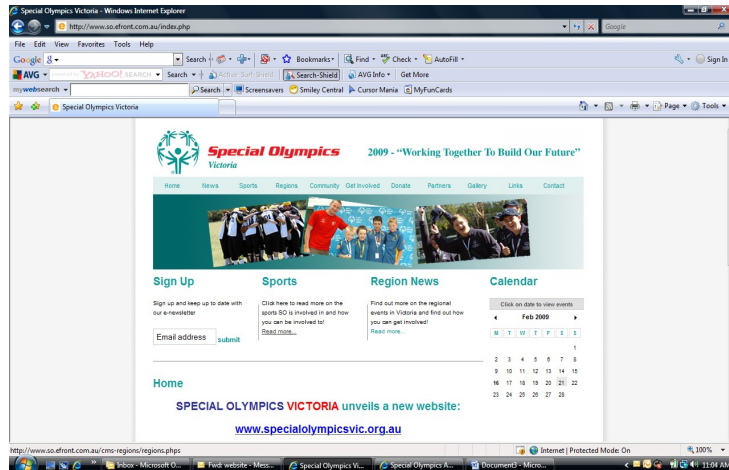 Special Olympics Victoria - Windows Internet Explorer
http://www.so.efront.com.au/index.php
Google
File Edit View Favorites Tools Help
Google Search Bookmarks Find Check AutoFill Sign In
AVG YAHOO! SEARCH Search Active Surf-Shield Search-Shield AVG Info Get More
mywebsearch Search Screensavers Smiley Central Cursor Mania MyFunCards
Special Olympics Victoria Page Tools
Special Olympics
Victoria
2009 - “Working Together To Build Our Future”
Home News Sports Regions Community Get Involved Donate Partners Gallery Links Contact
Sign Up
Sign up and keep up to date with
our e-newsletter
Email address submit
Sports
Click here to read more on the
sports SO is involved in and how
you can be involved to!
Read more...
Region News
Find out more on the regional
events in Victoria and find out how
you can get involved!
Read more...
Calendar
Click on date to view events
Feb 2009
M T W T F S S
1
2 3 4 5 6 7 8
9 10 11 12 13 14 15
16 17 18 19 20 21 22
23 24 25 26 27 28
Home
SPECIAL OLYMPICS VICTORIA unveils a new website:
www.specialolympicsvic.org.au
http://www.so.efront.com.au/cms-regions/regions.phps
Internet | Protected Mode: On 100%
Inbox - Microsoft O... Fwd: website - Mess... Special Olympics Vi... Special Olympics A... Document3 - Micro... 11:04 AM